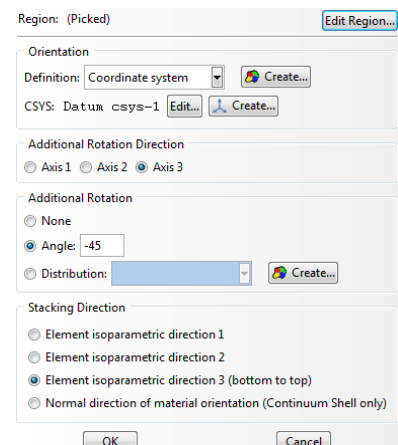 Region: (Picked) Edit Region...
Orientation
Definition: Coordinate system Create...
CSYS: Datum csys-1 Edit... Create...
Additional Rotation Direction
Axis 1 Axis 2 Axis 3
Additional Rotation
None
Angle: -45
Distribution: Create...
Stacking Direction
Element isoparametric direction 1
Element isoparametric direction 2
Element isoparametric direction 3 (bottom to top)
Normal direction of material orientation (Continuum Shell only)
OK Cancel